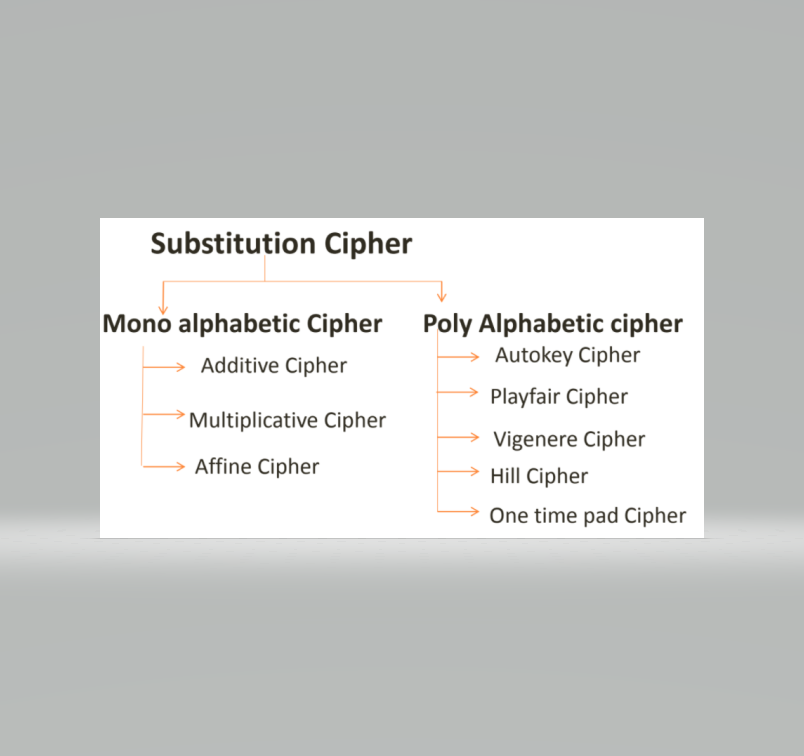 Substitution Cipher
Mono alphabetic Cipher
Additive Cipher
Multiplicative Cipher
Affine Cipher
Poly Alphabetic cipher
Autokey Cipher
Playfair Cipher
Vigenere Cipher
Hill Cipher
One time pad Cipher